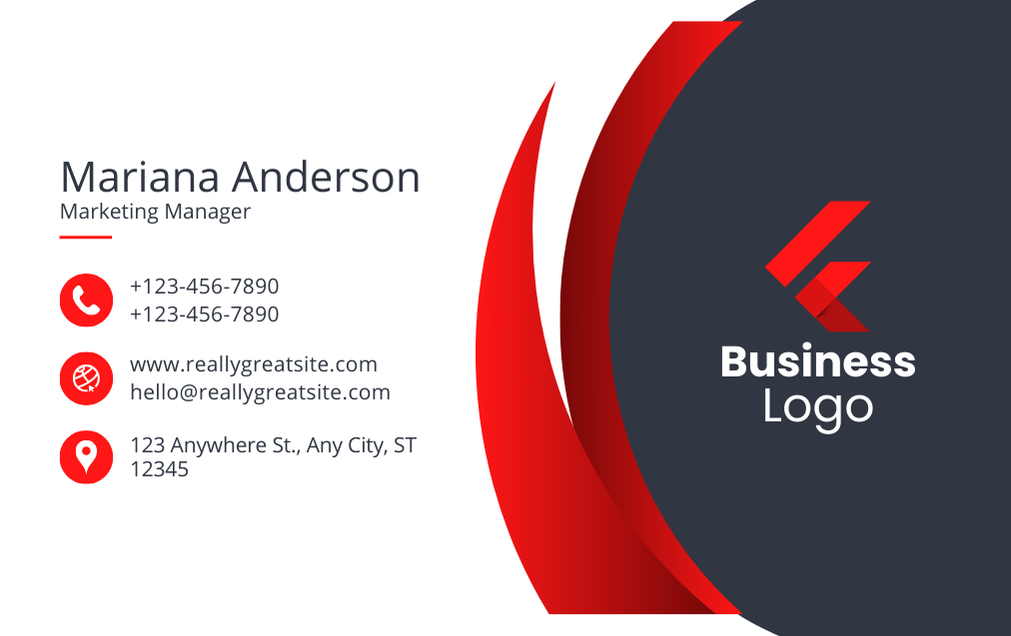 Mariana Anderson
Marketing Manager
+123-456-7890
+123-456-7890
www.reallygreatsite.com
hello@reallygreatsite.com
123 Anywhere St., Any City, ST
12345
Business
Logo